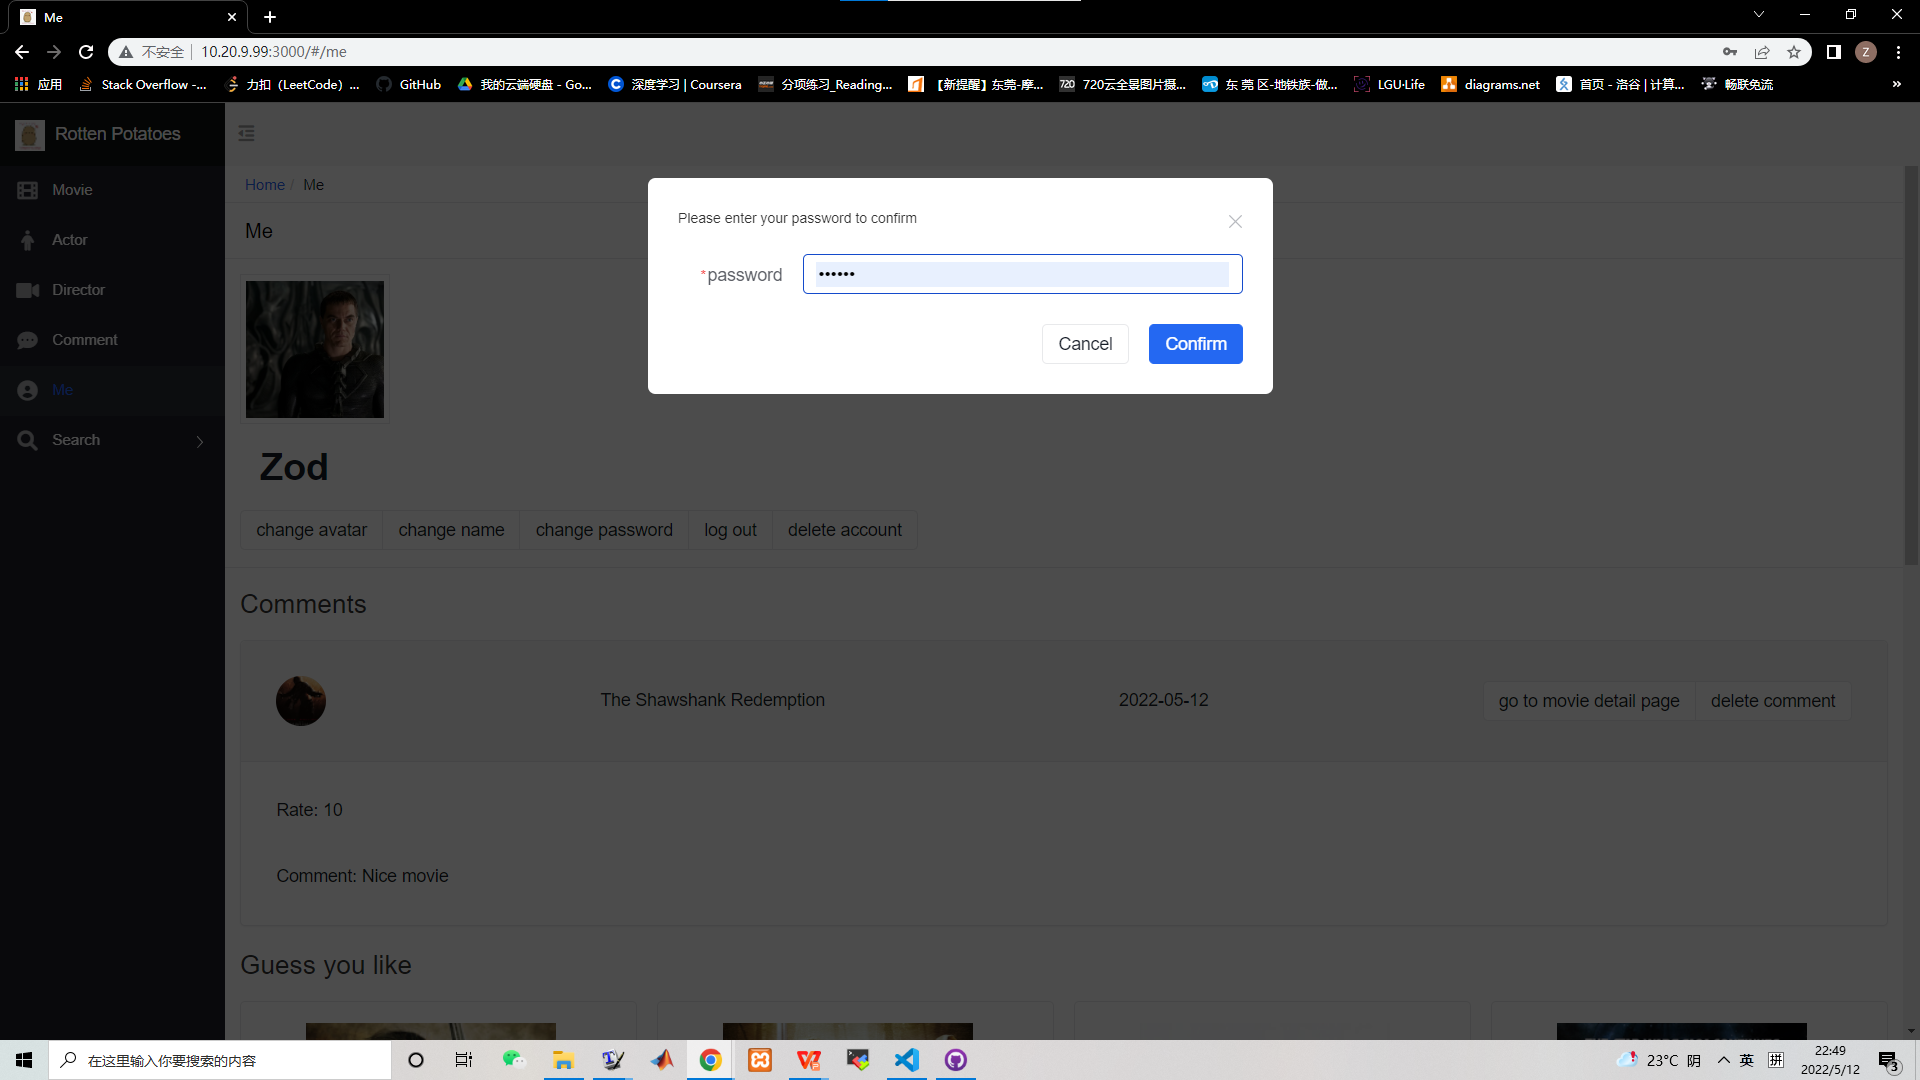 Me
不安全
10.20.9.99:3000/#/me
Z
应用
Stack Overflow -...
力扣（LeetCode）...
GitHub
我的云端硬盘 - Go...
深度学习 | Coursera
分项练习_Reading...
【新提醒】东莞-摩...
720
720云全景图片摄...
东 莞 区-地铁族-做...
LGU·Life
diagrams.net
首页 - 洛谷 | 计算...
畅联免流
»
Rotten Potatoes
Movie
Actor
Director
Comment
Me
Search
Home / Me
Me
Please enter your password to confirm
*password
••••••
Cancel
Confirm
Zod
change avatar
change name
change password
log out
delete account
Comments
The Shawshank Redemption
2022-05-12
go to movie detail page
delete comment
Rate: 10
Comment: Nice movie
Guess you like
在这里输入你要搜索的内容
23°C 阴
英
拼
22:49
2022/5/12
3